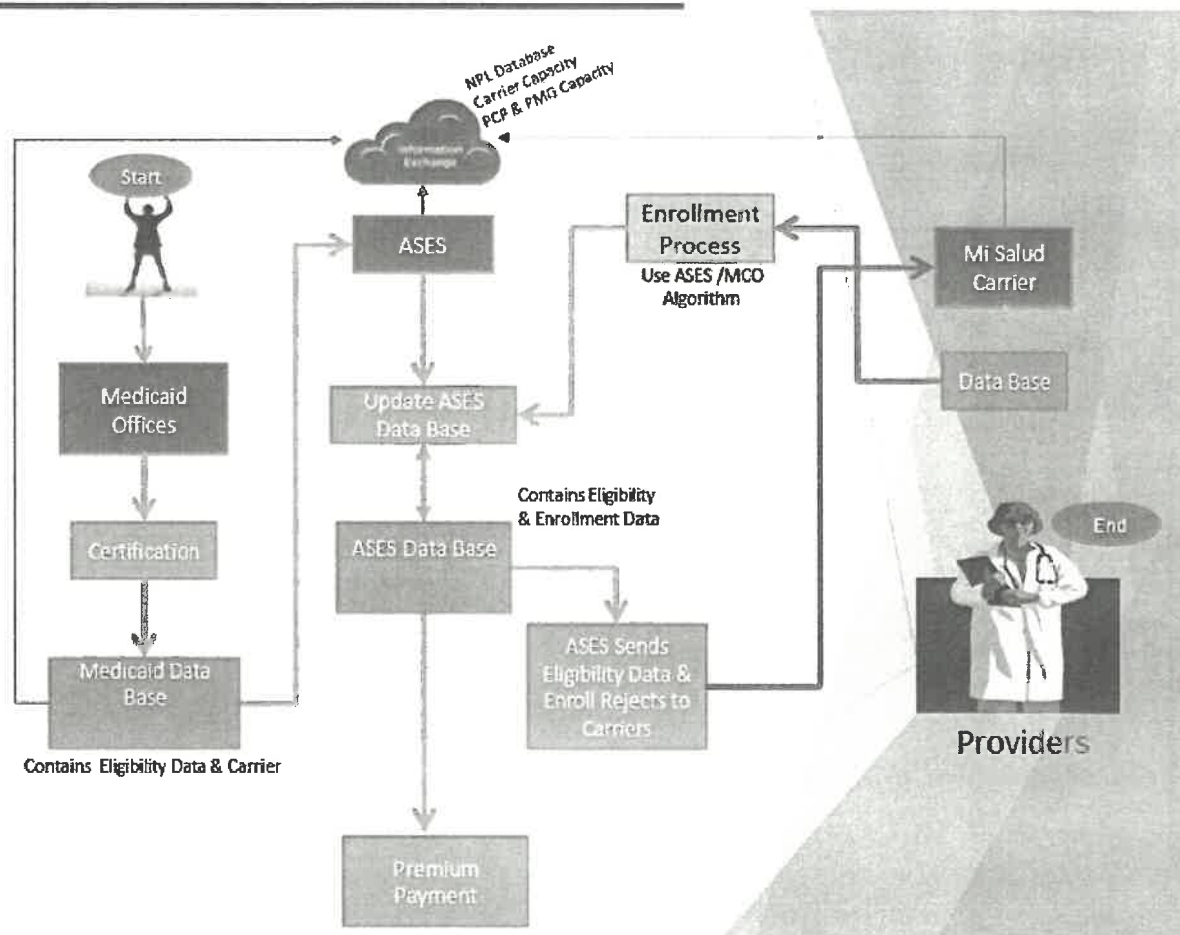 NPL Database
Carrier Capacity
PCP & PMG Capacity
Information
Exchange
Start
ASES
Enrollment
Process
Use ASES /MCO
Algorithm
Mi Salud
Carrier
Medicaid
Offices
Update ASES
Data Base
Data Base
Contains Eligibility
& Enrollment Data
Certification
ASES Data Base
End
Medicaid Data
Base
ASES Sends
Eligibility Data &
Enroll Rejects to
Carriers
Providers
Contains Eligibility Data & Carrier
Premium
Payment